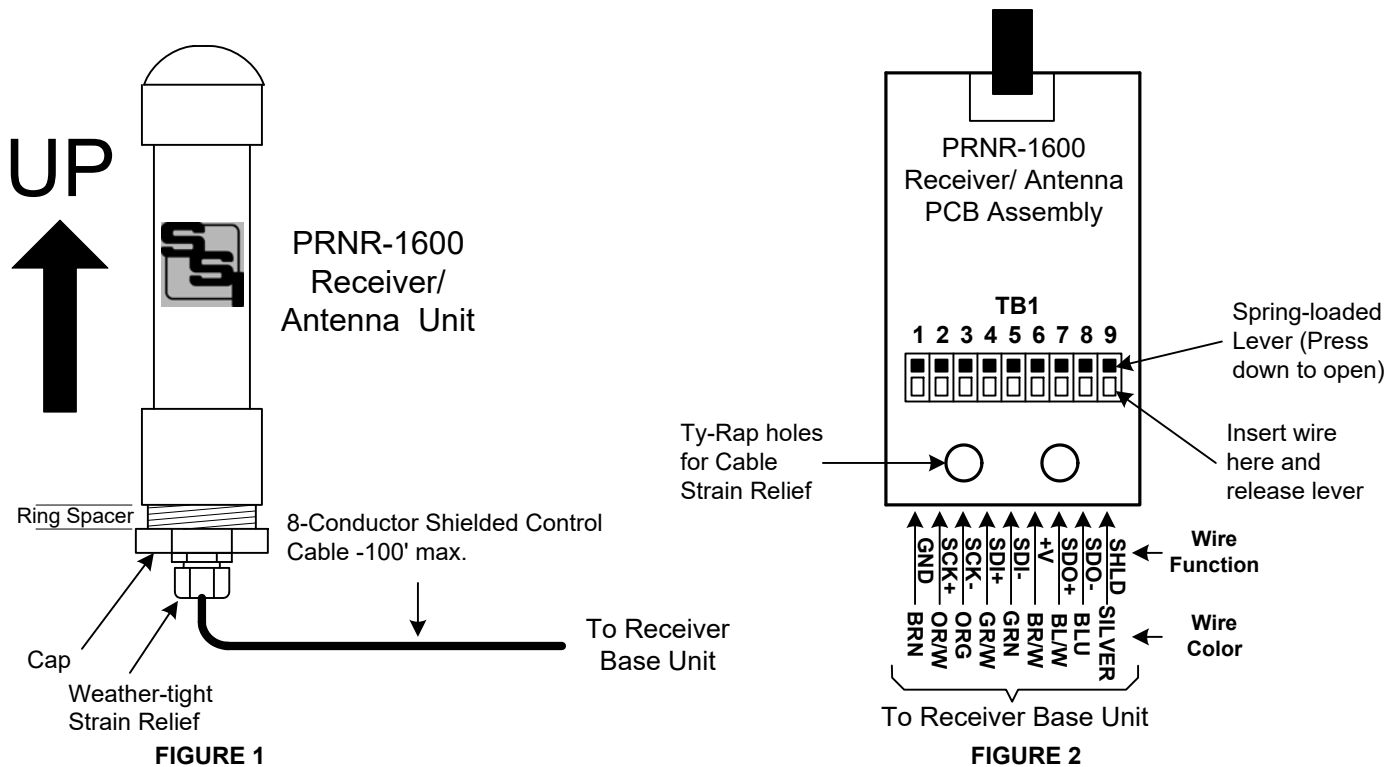 UP
PRNR-1600
Receiver/
Antenna Unit
Ring Spacer
8-Conductor Shielded Control
Cable -100' max.
To Receiver
Base Unit
Cap
Weather-tight
Strain Relief
FIGURE 1
PRNR-1600
Receiver/ Antenna
PCB Assembly
TB1
1 2 3 4 5 6 7 8 9
Spring-loaded
Lever (Press
down to open)
Ty-Rap holes
for Cable
Strain Relief
Insert wire
here and
release lever
GND
SCK+
SCK-
SDI+
SDI-
+V
SDO+
SDO-
SHLD
Wire
Function
BRN
OR/W
ORG
GR/W
GRN
BR/W
BL/W
BLU
SILVER
Wire
Color
To Receiver Base Unit
FIGURE 2
SSI